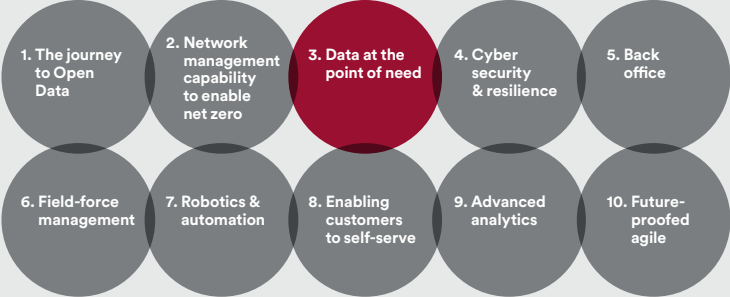 1. The journey
to Open
Data
2. Network
management
capability
to enable
net zero
3. Data at the
point of need
4. Cyber
security
& resilience
5. Back
office
6. Field-force
management
7. Robotics &
automation
8. Enabling
customers
to self-serve
9. Advanced
analytics
10. Future-
proofed
agile